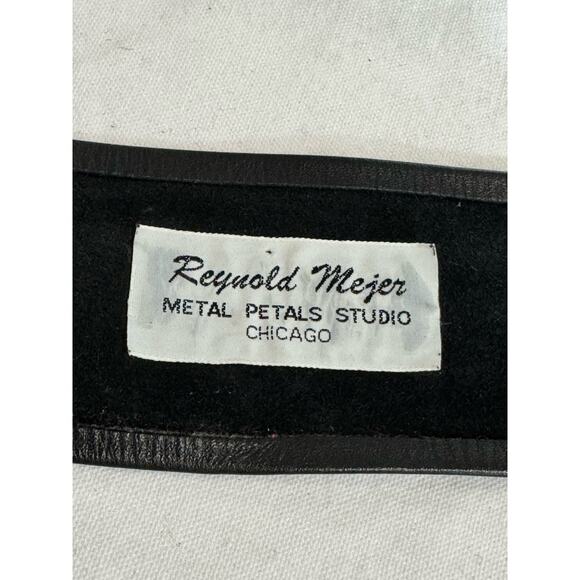 Reynold Mejer
METAL PETALS STUDIO
CHICAGO